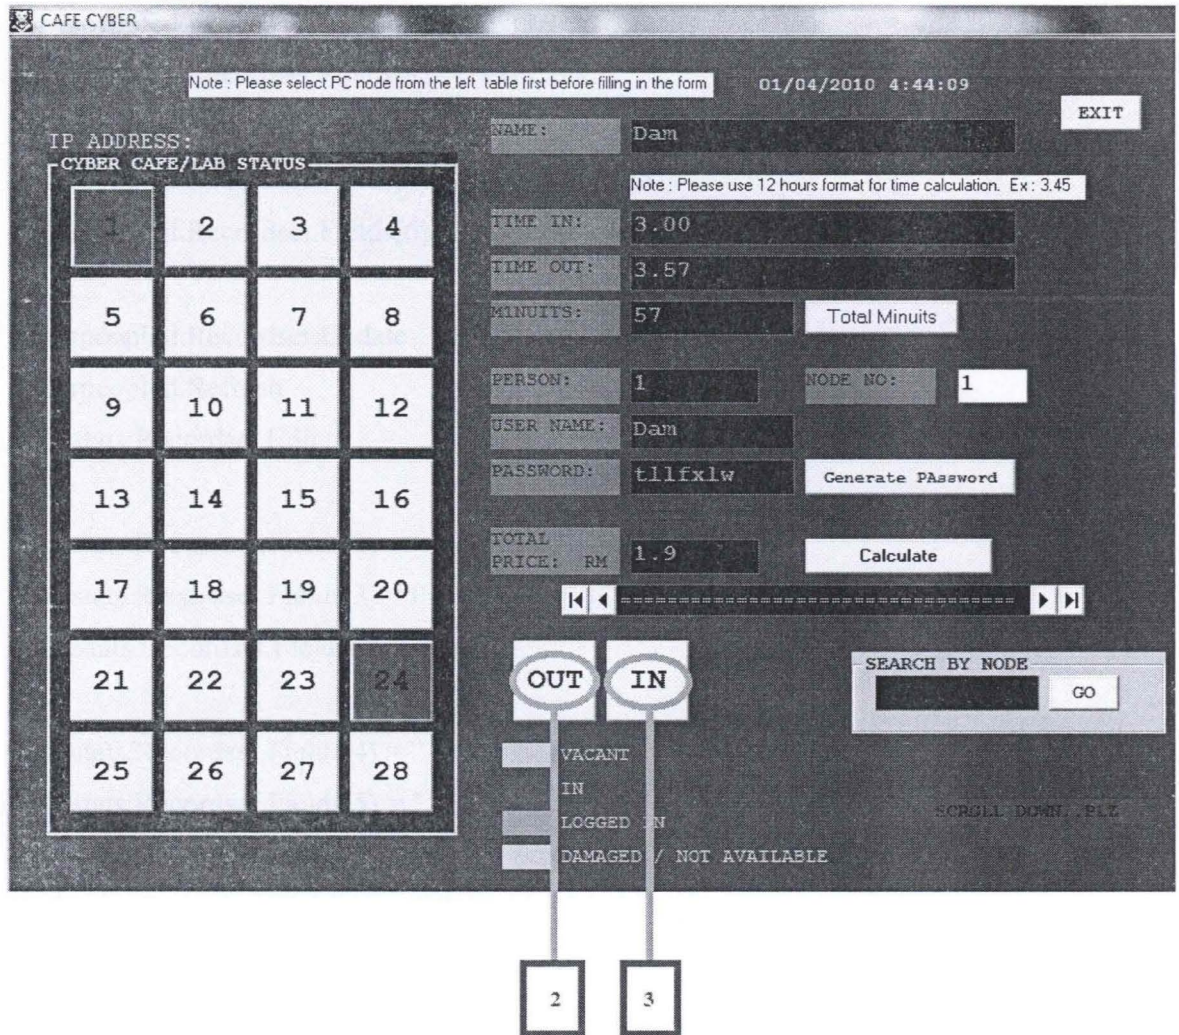 CAFE CYBER
Note : Please select PC node from the left table first before filling in the form
01/04/2010 4:44:09
EXIT
IP ADDRESS:
CYBER CAFE/LAB STATUS
1 2 3 4
5 6 7 8
9 10 11 12
13 14 15 16
17 18 19 20
21 22 23 24
25 26 27 28
NAME: Dam
Note : Please use 12 hours format for time calculation. Ex : 3.45
TIME IN: 3.00
TIME OUT: 3.57
MINUITS: 57 Total Minuits
PERSON: 1 NODE NO: 1
USER NAME: Dam
PASSWORD: tllfxlw Generate PAssword
TOTAL
PRICE: RM 1.9 Calculate
OUT IN
SEARCH BY NODE
GO
VACANT
IN
LOGGED IN
DAMAGED / NOT AVAILABLE
SCROLL DOWN..PLZ
2 3